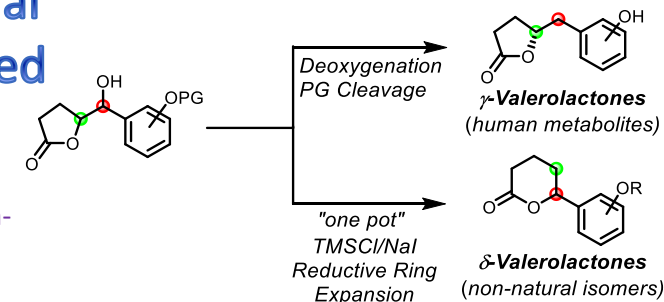 al
ed
OH
OPG
O
O
Deoxygenation
PG Cleavage
OH
O
O
γ-Valerolactones
(human metabolites)
"one pot"
TMSCl/NaI
Reductive Ring
Expansion
OR
O
O
δ-Valerolactones
(non-natural isomers)